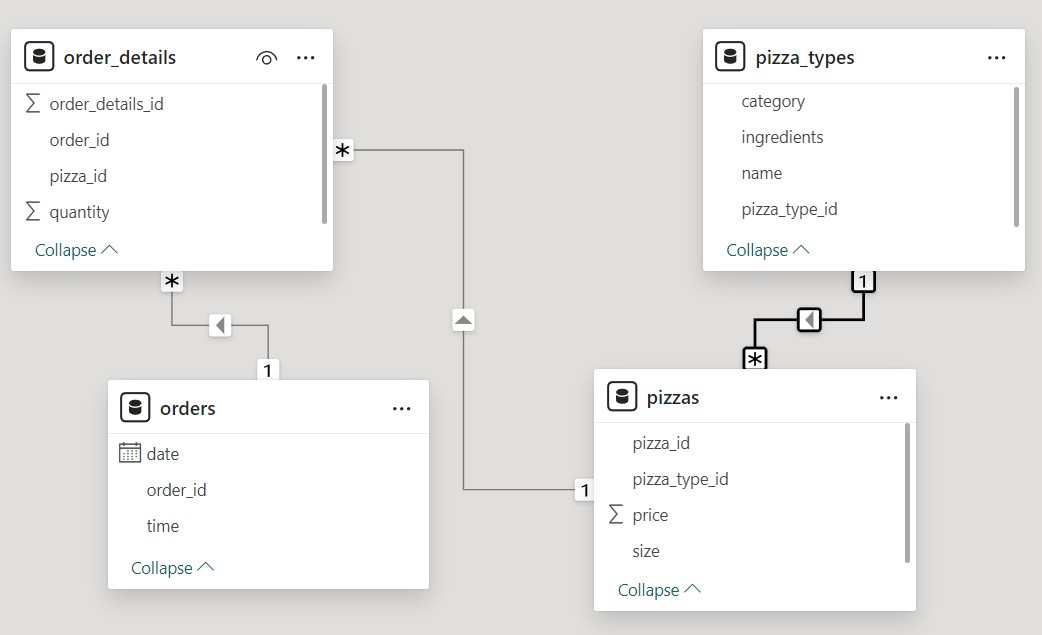 order_details
order_details_id
order_id
pizza_id
quantity
Collapse
*
*
1
orders
date
order_id
time
Collapse
pizza_types
category
ingredients
name
pizza_type_id
Collapse
1
*
1
pizzas
pizza_id
pizza_type_id
price
size
Collapse